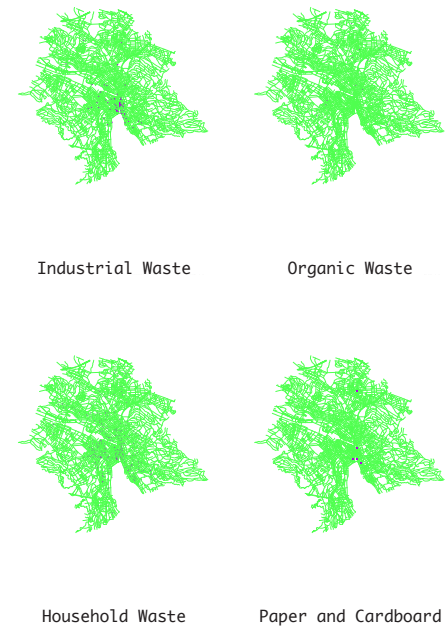 Industrial Waste
Organic Waste
Household Waste
Paper and Cardboard